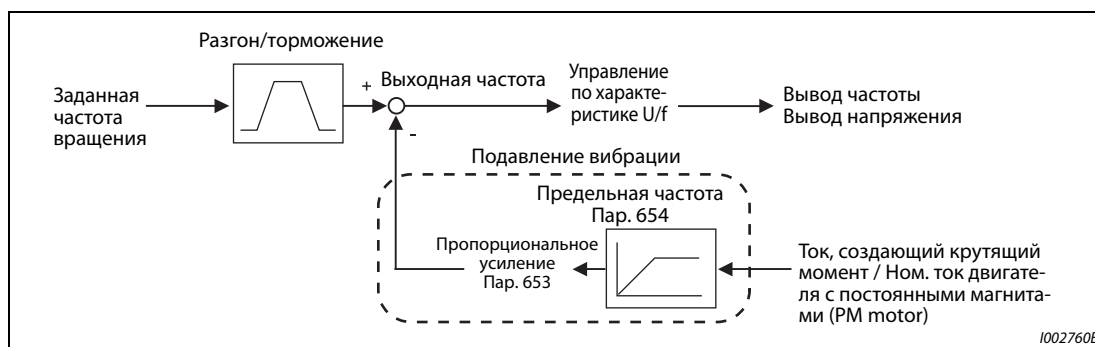 Разгон/торможение
Заданная
частота
вращения
+
Выходная частота
-
Управление
по характе-
ристике U/f
Вывод частоты
Вывод напряжения
Подавление вибрации
Предельная частота
Пар. 654
Пропорциональное
усиление
Пар. 653
Ток, создающий крутящий
момент / Ном. ток двигате-
ля с постоянными магнита-
ми (PM motor)
I002760E